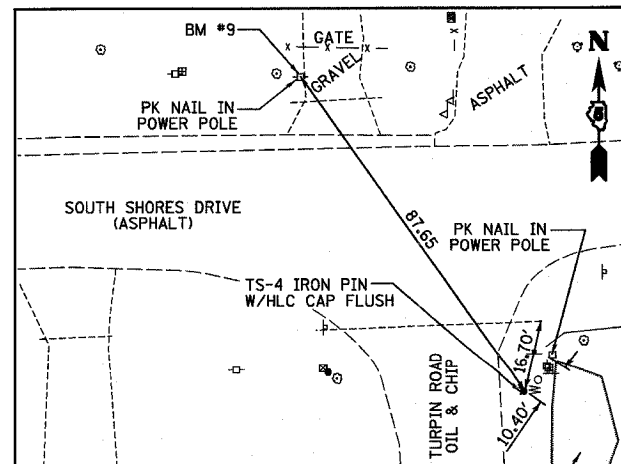 BM #9
GATE
GRAVEL
ASPHALT
N
PK NAIL IN
POWER POLE
SOUTH SHORES DRIVE
(ASPHALT)
87.65
PK NAIL IN
POWER POLE
TS-4 IRON PIN
W/HLC CAP FLUSH
16.70'
TURPIN ROAD
OIL & CHIP
10.40'
W